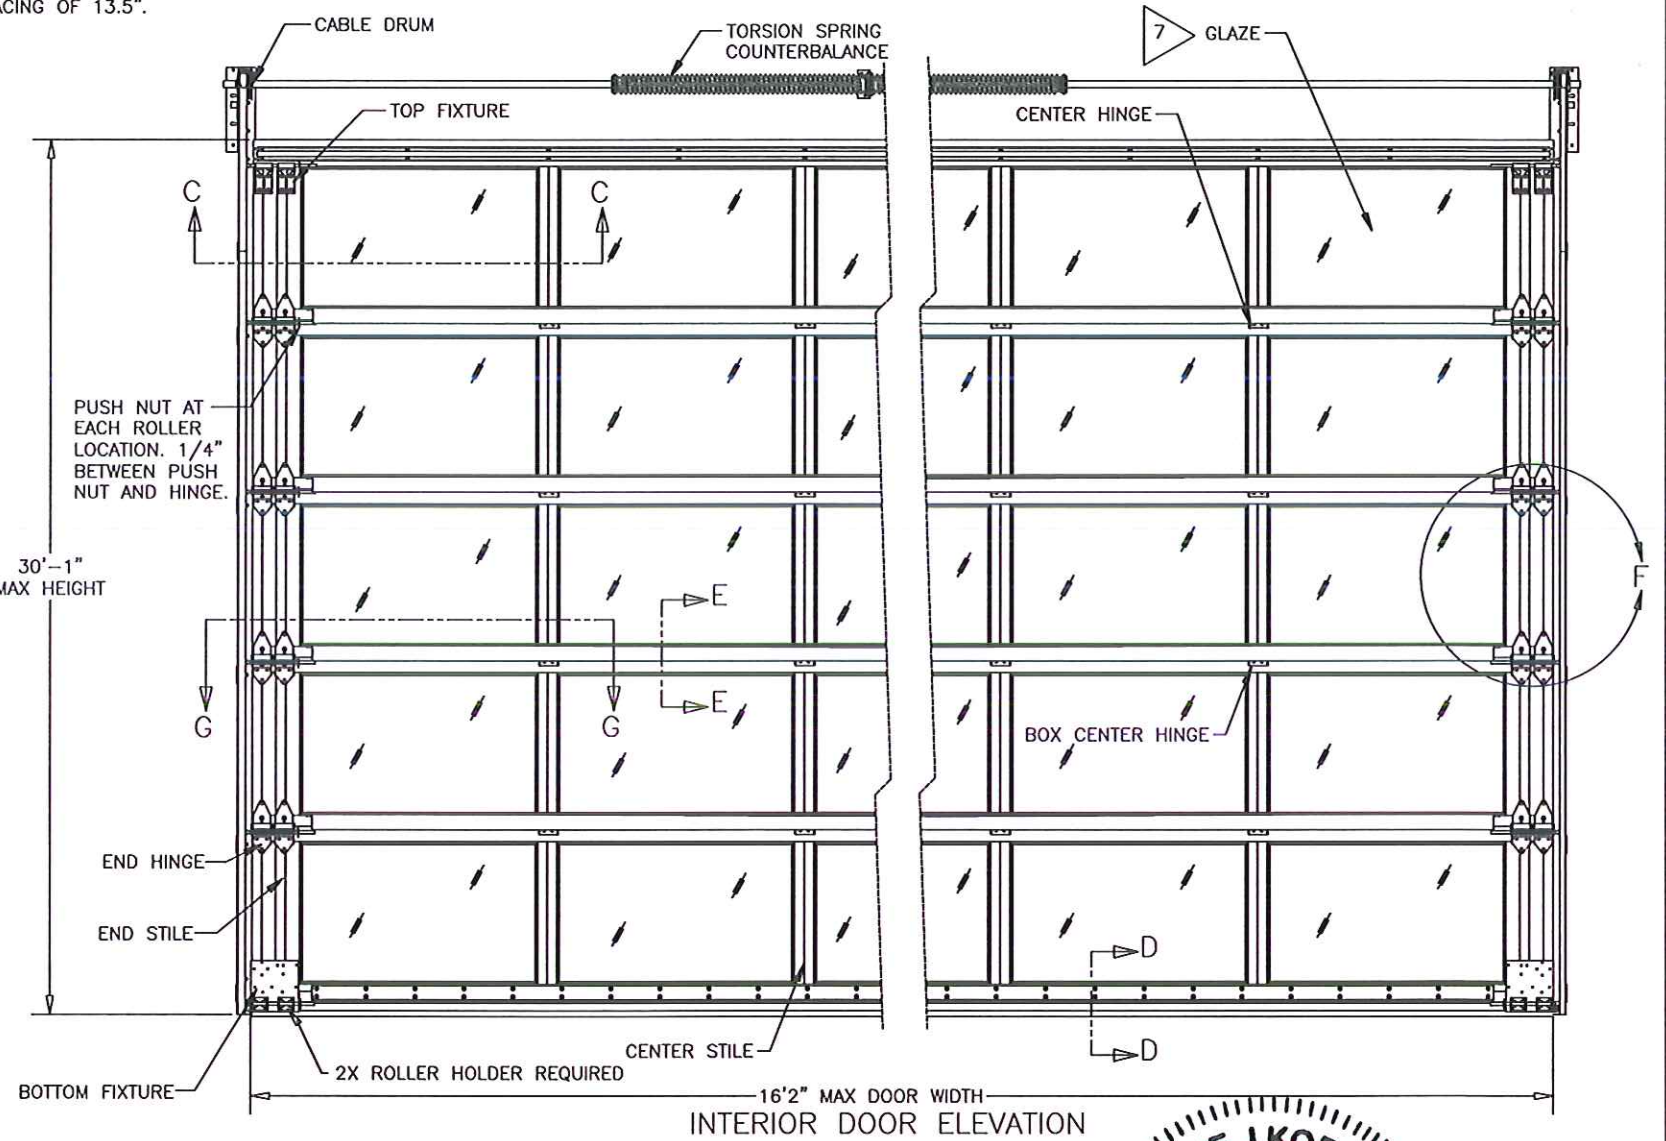 ACING OF 13.5".
CABLE DRUM
TORSION SPRING
COUNTERBALANCE
7
GLAZE
TOP FIXTURE
CENTER HINGE
C
C
PUSH NUT AT
EACH ROLLER
LOCATION. 1/4"
BETWEEN PUSH
NUT AND HINGE.
30'-1"
MAX HEIGHT
E
F
E
G
G
BOX CENTER HINGE
END HINGE
END STILE
D
CENTER STILE
D
2X ROLLER HOLDER REQUIRED
BOTTOM FIXTURE
16'2" MAX DOOR WIDTH
INTERIOR DOOR ELEVATION